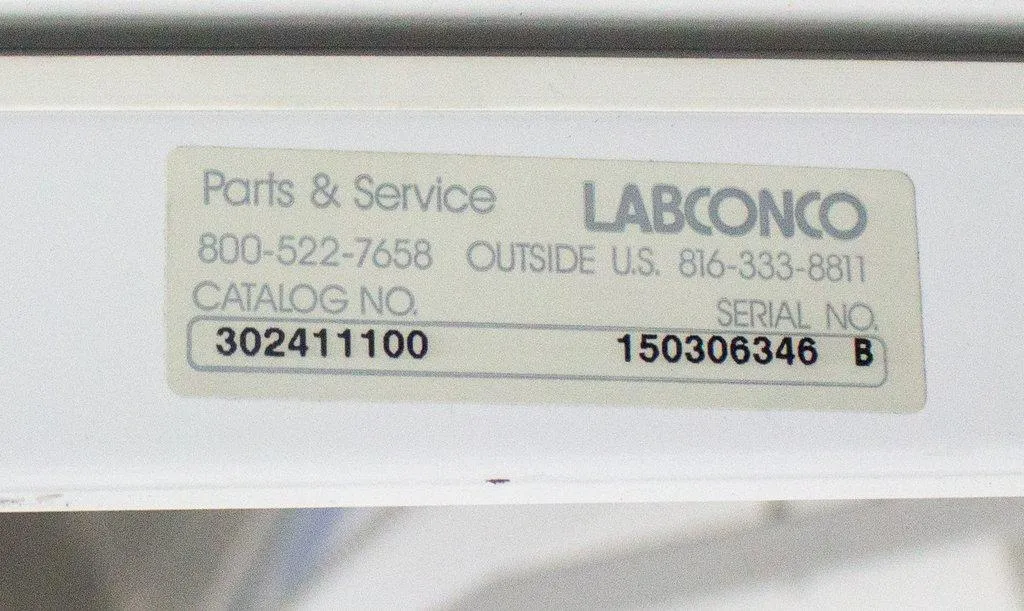 Parts & Service LABCONCO
800-522-7658 OUTSIDE U.S. 816-333-8811
CATALOG NO. SERIAL NO.
302411100 150306346 B